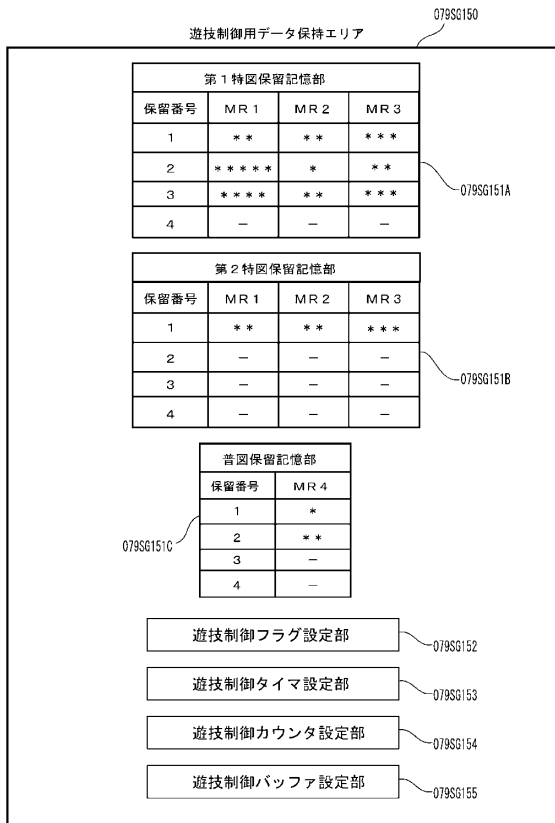 079SG150
遊技制御用データ保持エリア
第1特図保留記憶部
保留番号 MR1 MR2 MR3
1 ** ** ***
2 ***** * **
3 **** ** ***
4 − − −
079SG151A
第2特図保留記憶部
保留番号 MR1 MR2 MR3
1 ** ** ***
2 − − −
3 − − −
4 − − −
079SG151B
普図保留記憶部
保留番号 MR4
1 *
2 **
3 −
4 −
079SG151C
遊技制御フラグ設定部
079SG152
遊技制御タイマ設定部
079SG153
遊技制御カウンタ設定部
079SG154
遊技制御バッファ設定部
079SG155